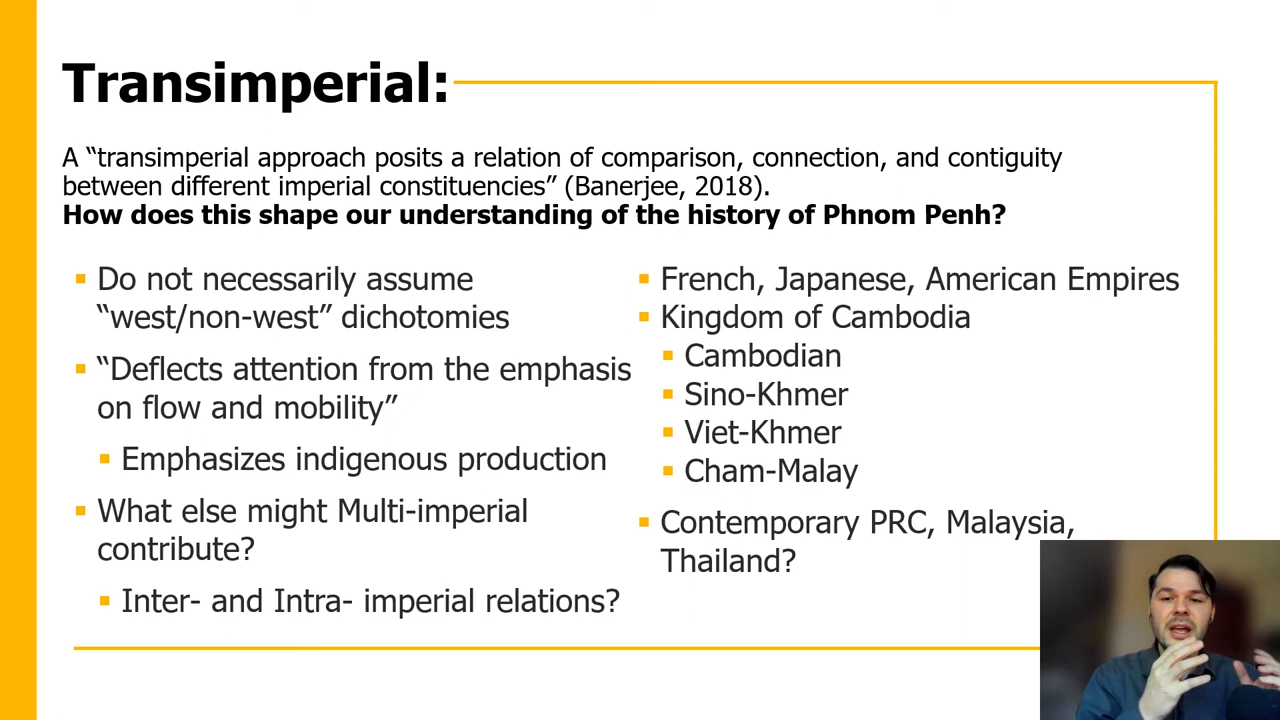 Transimperial:
A “transimperial approach posits a relation of comparison, connection, and contiguity
between different imperial constituencies” (Banerjee, 2018).
How does this shape our understanding of the history of Phnom Penh?
Do not necessarily assume
“west/non-west” dichotomies
“Deflects attention from the emphasis
on flow and mobility”
Emphasizes indigenous production
What else might Multi-imperial
contribute?
Inter- and Intra- imperial relations?
French, Japanese, American Empires
Kingdom of Cambodia
Cambodian
Sino-Khmer
Viet-Khmer
Cham-Malay
Contemporary PRC, Malaysia,
Thailand?